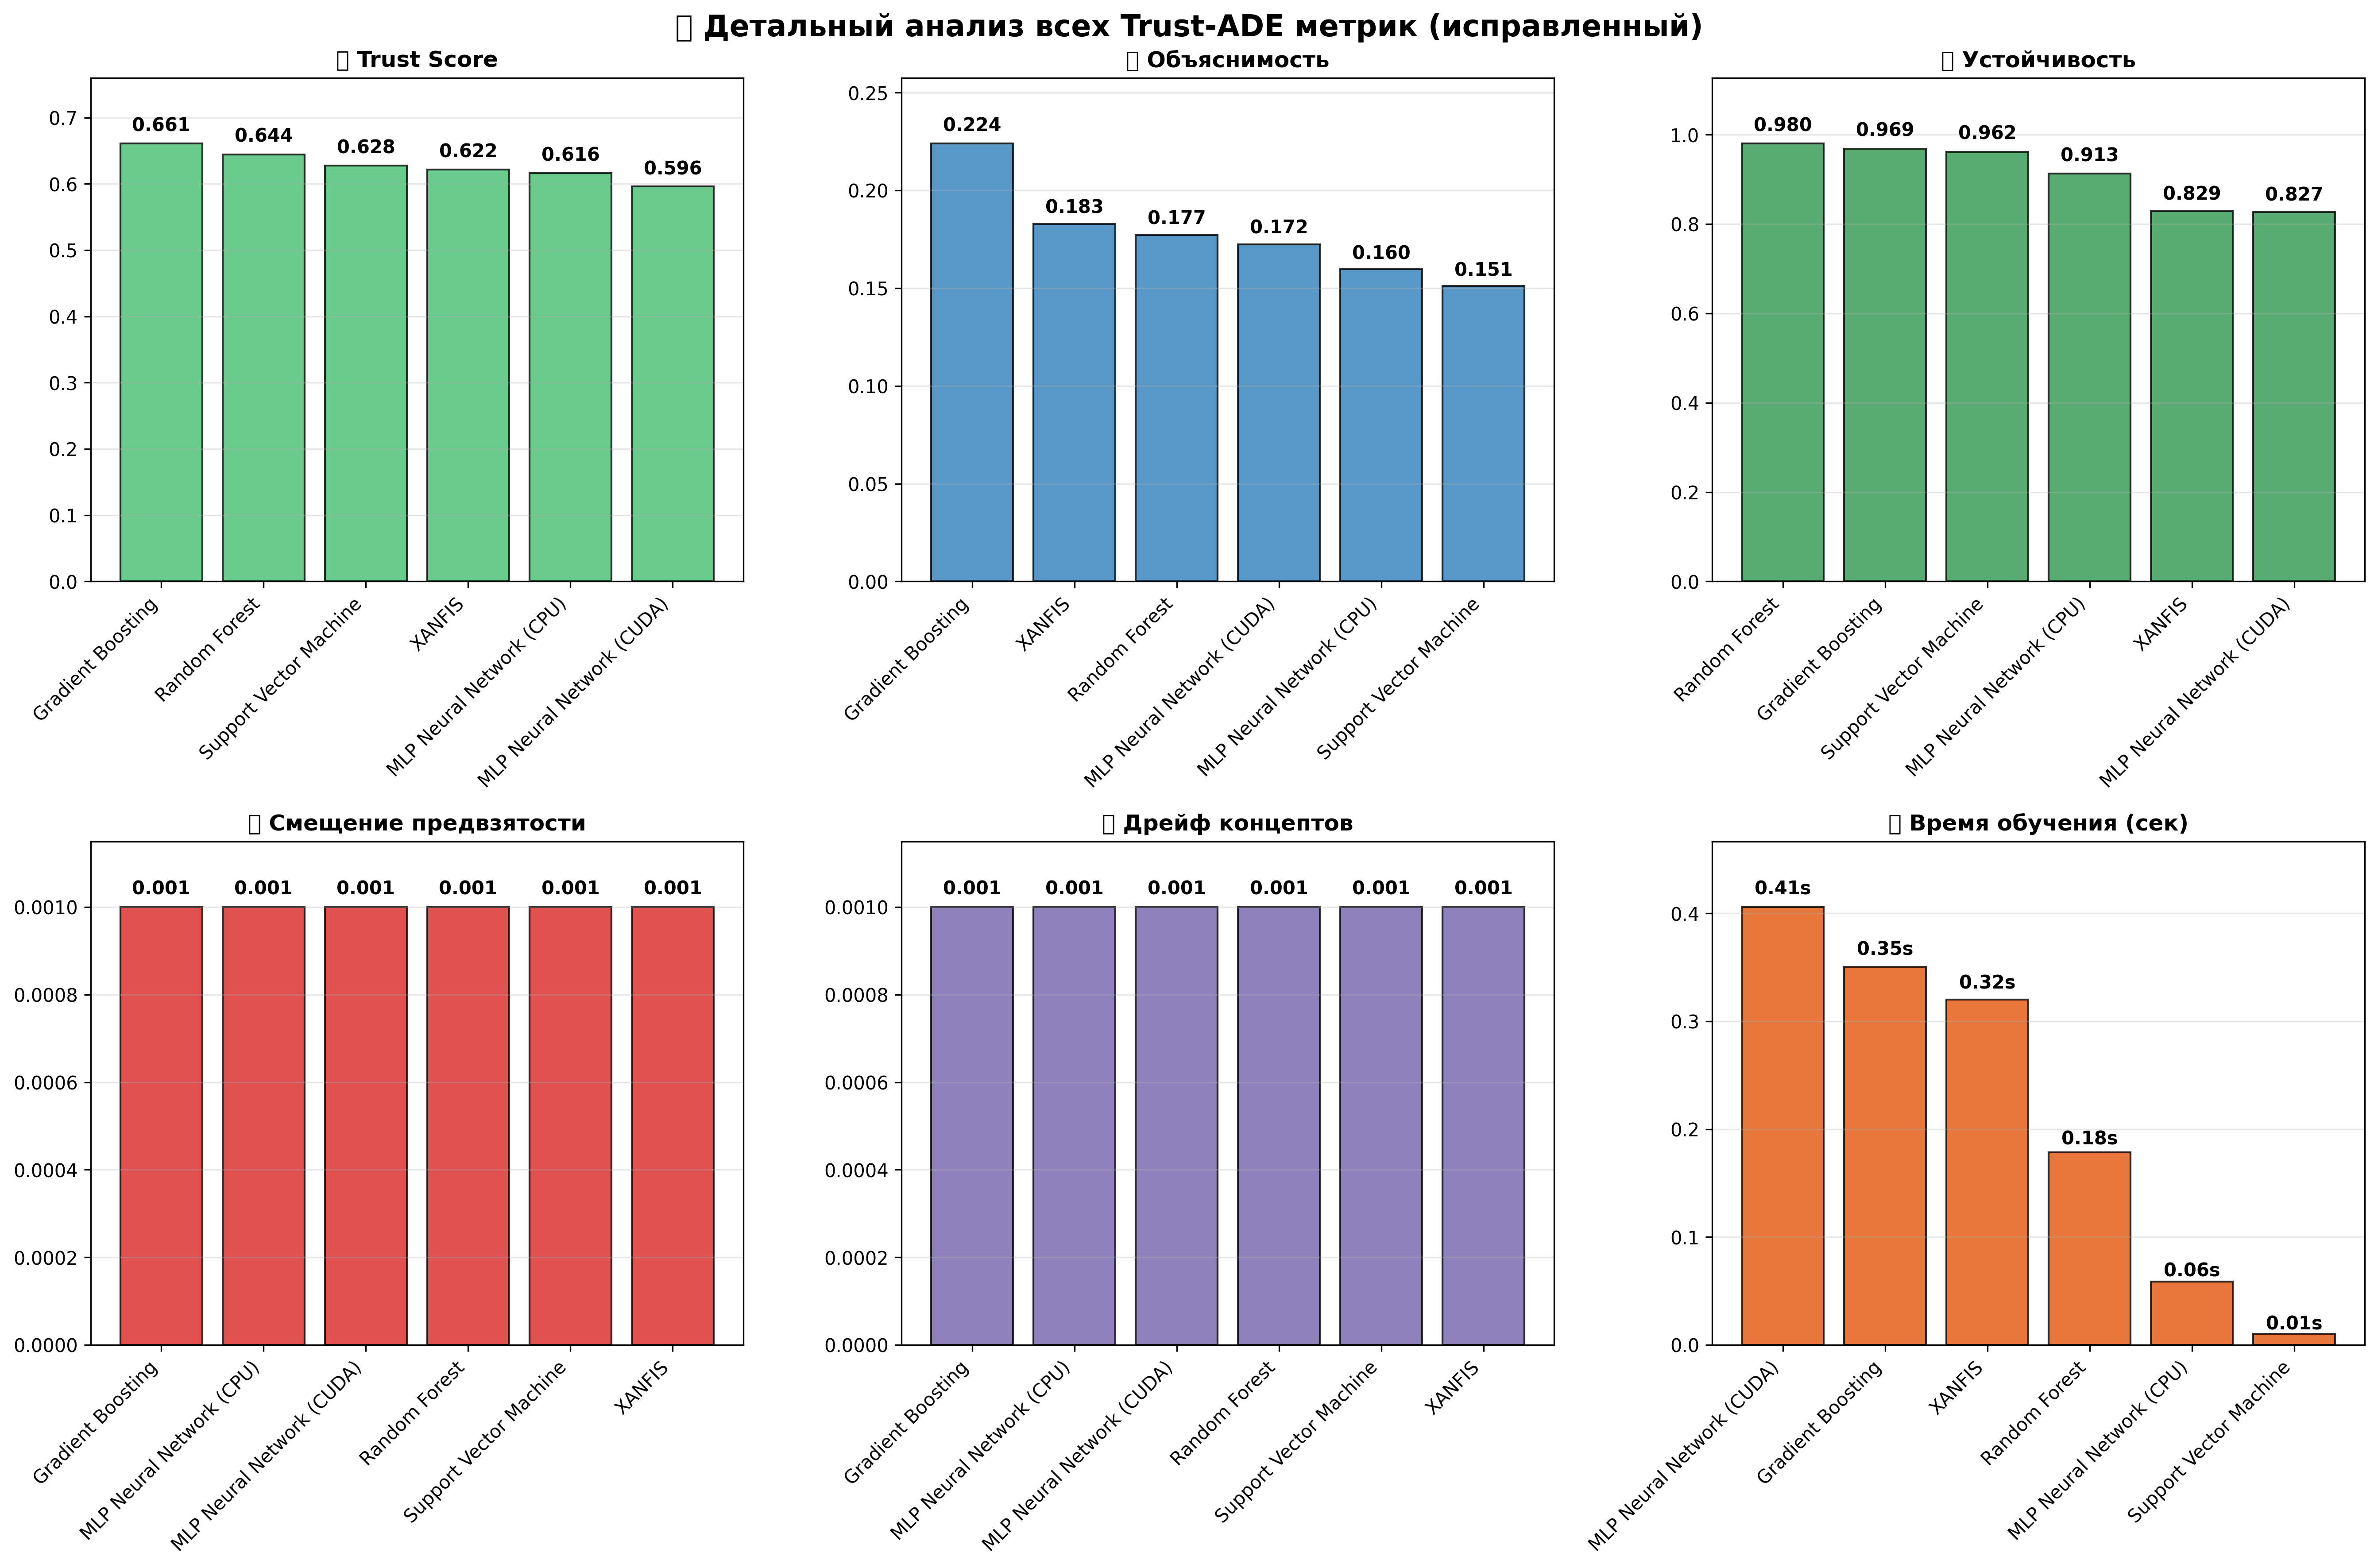 Детальный анализ всех Trust-ADE метрик (исправленный)
Trust Score
0.7
0.6
0.5
0.4
0.3
0.2
0.1
0.0
0.661
0.644
0.628
0.622
0.616
0.596
Gradient Boosting
Random Forest
Support Vector Machine
XANFIS
MLP Neural Network (CPU)
MLP Neural Network (CUDA)
Объяснимость
0.25
0.20
0.15
0.10
0.05
0.00
0.224
0.183
0.177
0.172
0.160
0.151
Gradient Boosting
XANFIS
Random Forest
MLP Neural Network (CUDA)
MLP Neural Network (CPU)
Support Vector Machine
Устойчивость
1.0
0.8
0.6
0.4
0.2
0.0
0.980
0.969
0.962
0.913
0.829
0.827
Random Forest
Gradient Boosting
Support Vector Machine
MLP Neural Network (CPU)
XANFIS
MLP Neural Network (CUDA)
Смещение предвзятости
0.0010
0.0008
0.0006
0.0004
0.0002
0.0000
0.001
0.001
0.001
0.001
0.001
0.001
Gradient Boosting
MLP Neural Network (CPU)
MLP Neural Network (CUDA)
Random Forest
Support Vector Machine
XANFIS
Дрейф концептов
0.0010
0.0008
0.0006
0.0004
0.0002
0.0000
0.001
0.001
0.001
0.001
0.001
0.001
Gradient Boosting
MLP Neural Network (CPU)
MLP Neural Network (CUDA)
Random Forest
Support Vector Machine
XANFIS
Время обучения (сек)
0.4
0.3
0.2
0.1
0.0
0.41s
0.35s
0.32s
0.18s
0.06s
0.01s
MLP Neural Network (CUDA)
Gradient Boosting
XANFIS
Random Forest
MLP Neural Network (CPU)
Support Vector Machine